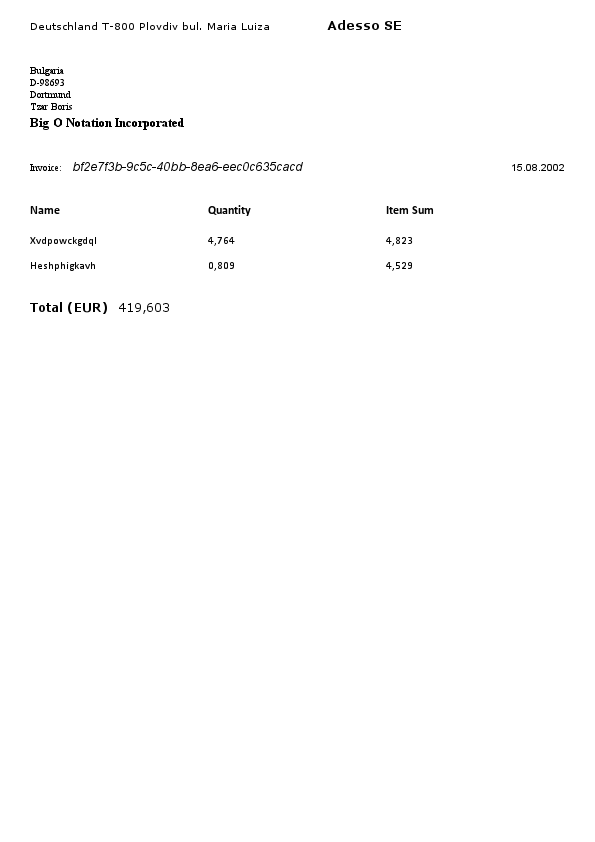 Deutschland T-800 Plovdiv bul. Maria Luiza Adesso SE
Bulgaria
D-98693
Dortmund
Tzar Boris
Big O Notation Incorporated
Invoice: bf2e7f3b-9c5c-40bb-8ea6-eec0c635cacd 15.08.2002
Name Quantity Item Sum
Xvdpowckgdql 4,764 4,823
Heshphigkavh 0,809 4,529
Total (EUR) 419,603